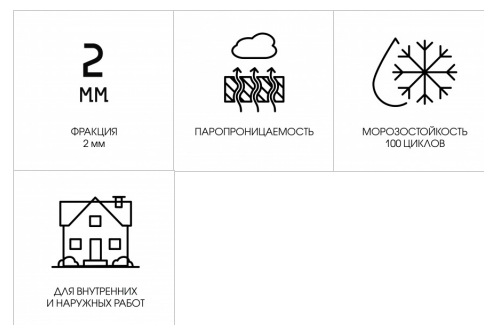 2
мм
ФРАКЦИЯ
2 мм
ПАРОПРОНИЦАЕМОСТЬ
МОРОЗОСТОЙКОСТЬ
100 ЦИКЛОВ
ДЛЯ ВНУТРЕННИХ
И НАРУЖНЫХ РАБОТ